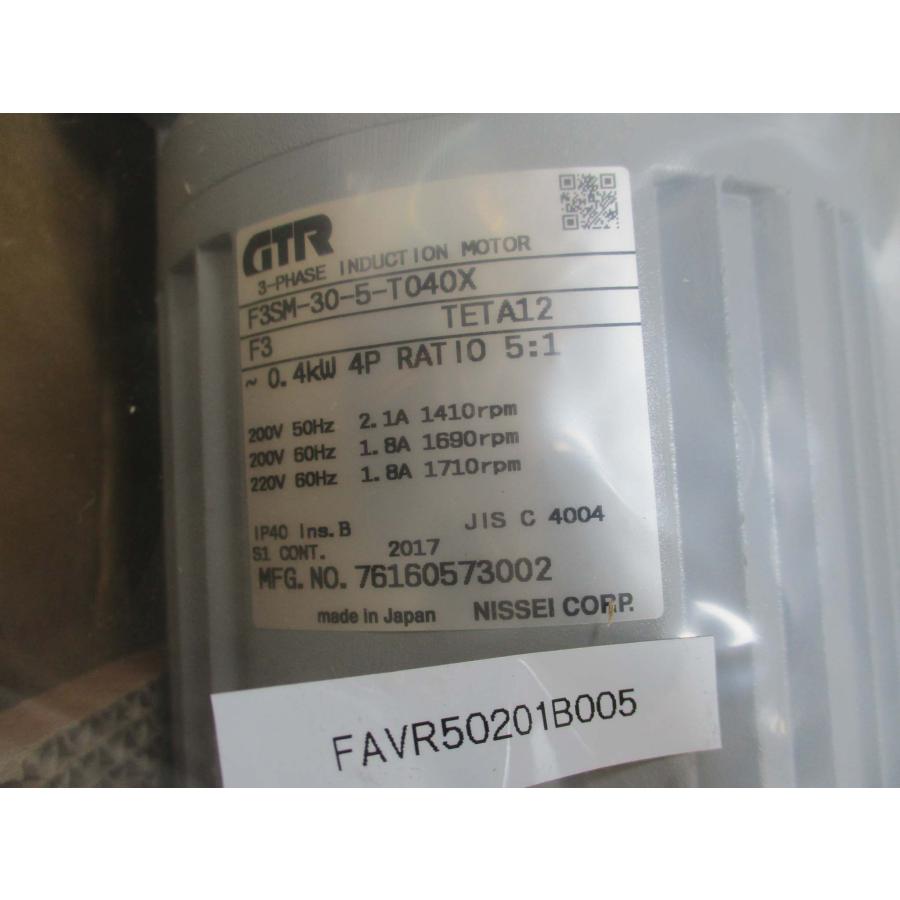 GTR
3-PHASE INDUCTION MOTOR
F3SM-30-5-T040X
F3 TETA12
~ 0.4kW 4P RATIO 5:1
200V 50Hz 2.1A 1410rpm
200V 60Hz 1.8A 1690rpm
220V 60Hz 1.8A 1710rpm
IP40 Ins.B JIS C 4004
S1 CONT. 2017
MFG.NO. 76160573002
made in Japan NISSEI CORP.
FAVR50201B005